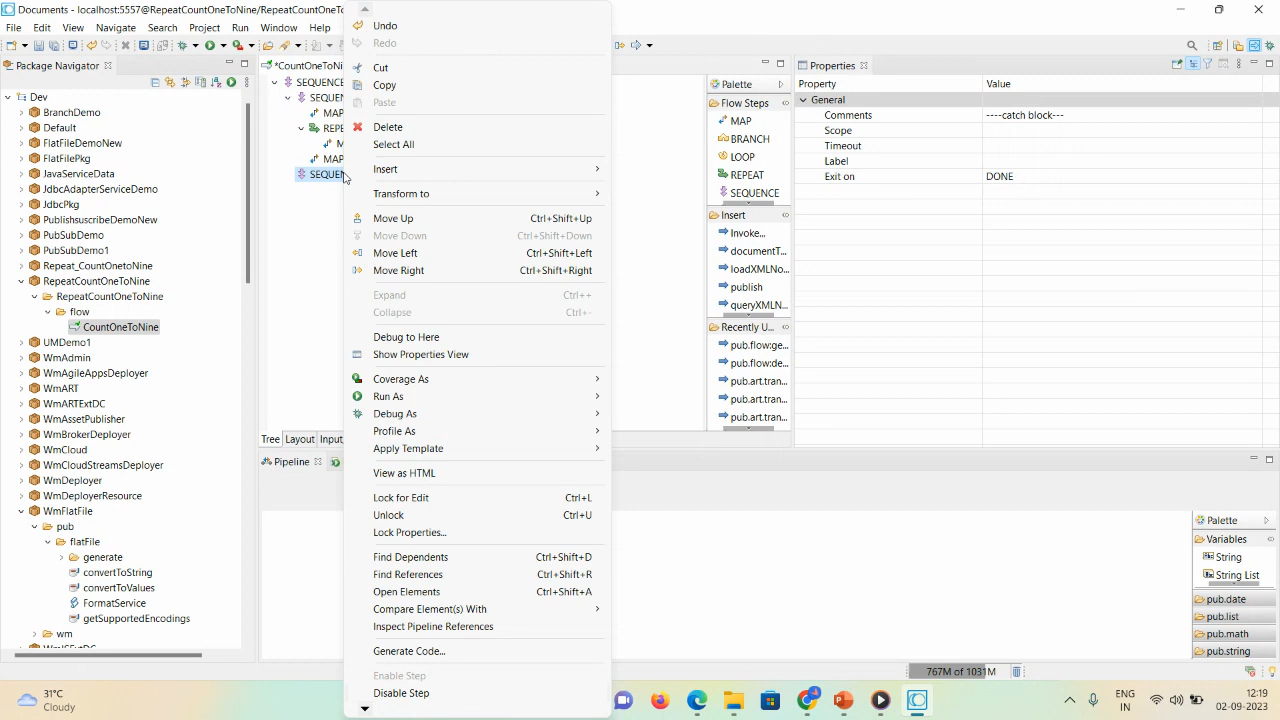 Documents - localhost:5557@RepeatCountOneToNine/RepeatCountOne
File Edit View Navigate Search Project Run Window Help
Package Navigator
Dev
BranchDemo
Default
FlatFileDemoNew
FlatFilePkg
JavaServiceData
JdbcAdapterServiceDemo
JdbcPkg
PublishsuscribeDemoNew
PubSubDemo
PubSubDemo1
Repeat_CountOnetoNine
RepeatCountOneToNine
RepeatCountOneToNine
flow
CountOneToNine
UMDemo1
WmAdmin
WmAgileAppsDeployer
WmART
WmARTExtDC
WmAssetPublisher
WmBrokerDeployer
WmCloud
WmCloudStreamsDeployer
WmDeployer
WmDeployerResource
WmFlatFile
pub
flatFile
generate
convertToString
convertToValues
FormatService
getSupportedEncodings
wm
*CountOneToNi
SEQUENCE
SEQUEN
MAP
REPE
M
MAP
SEQUEN
Tree Layout Input
Undo
Redo
Cut
Copy
Paste
Delete
Select All
Insert
Transform to
Move Up Ctrl+Shift+Up
Move Down Ctrl+Shift+Down
Move Left Ctrl+Shift+Left
Move Right Ctrl+Shift+Right
Expand Ctrl++
Collapse Ctrl+-
Debug to Here
Show Properties View
Coverage As
Run As
Debug As
Profile As
Apply Template
View as HTML
Lock for Edit Ctrl+L
Unlock Ctrl+U
Lock Properties...
Find Dependents Ctrl+Shift+D
Find References Ctrl+Shift+R
Open Elements Ctrl+Shift+A
Compare Element(s) With
Inspect Pipeline References
Generate Code...
Enable Step
Disable Step
Palette
Flow Steps
MAP
BRANCH
LOOP
REPEAT
SEQUENCE
Insert
Invoke...
documentT...
loadXMLNo...
publish
queryXMLN...
Recently U...
pub.flow:ge...
pub.flow:de...
pub.art.tran...
pub.art.tran...
pub.art.tran...
Properties
Property Value
General
Comments ----catch block---
Scope
Timeout
Label
Exit on DONE
Pipeline
Palette
Variables
String
String List
pub.date
pub.list
pub.math
pub.string
767M of 1031M
31°C
Cloudy
ENG
IN
12:19
02-09-2023